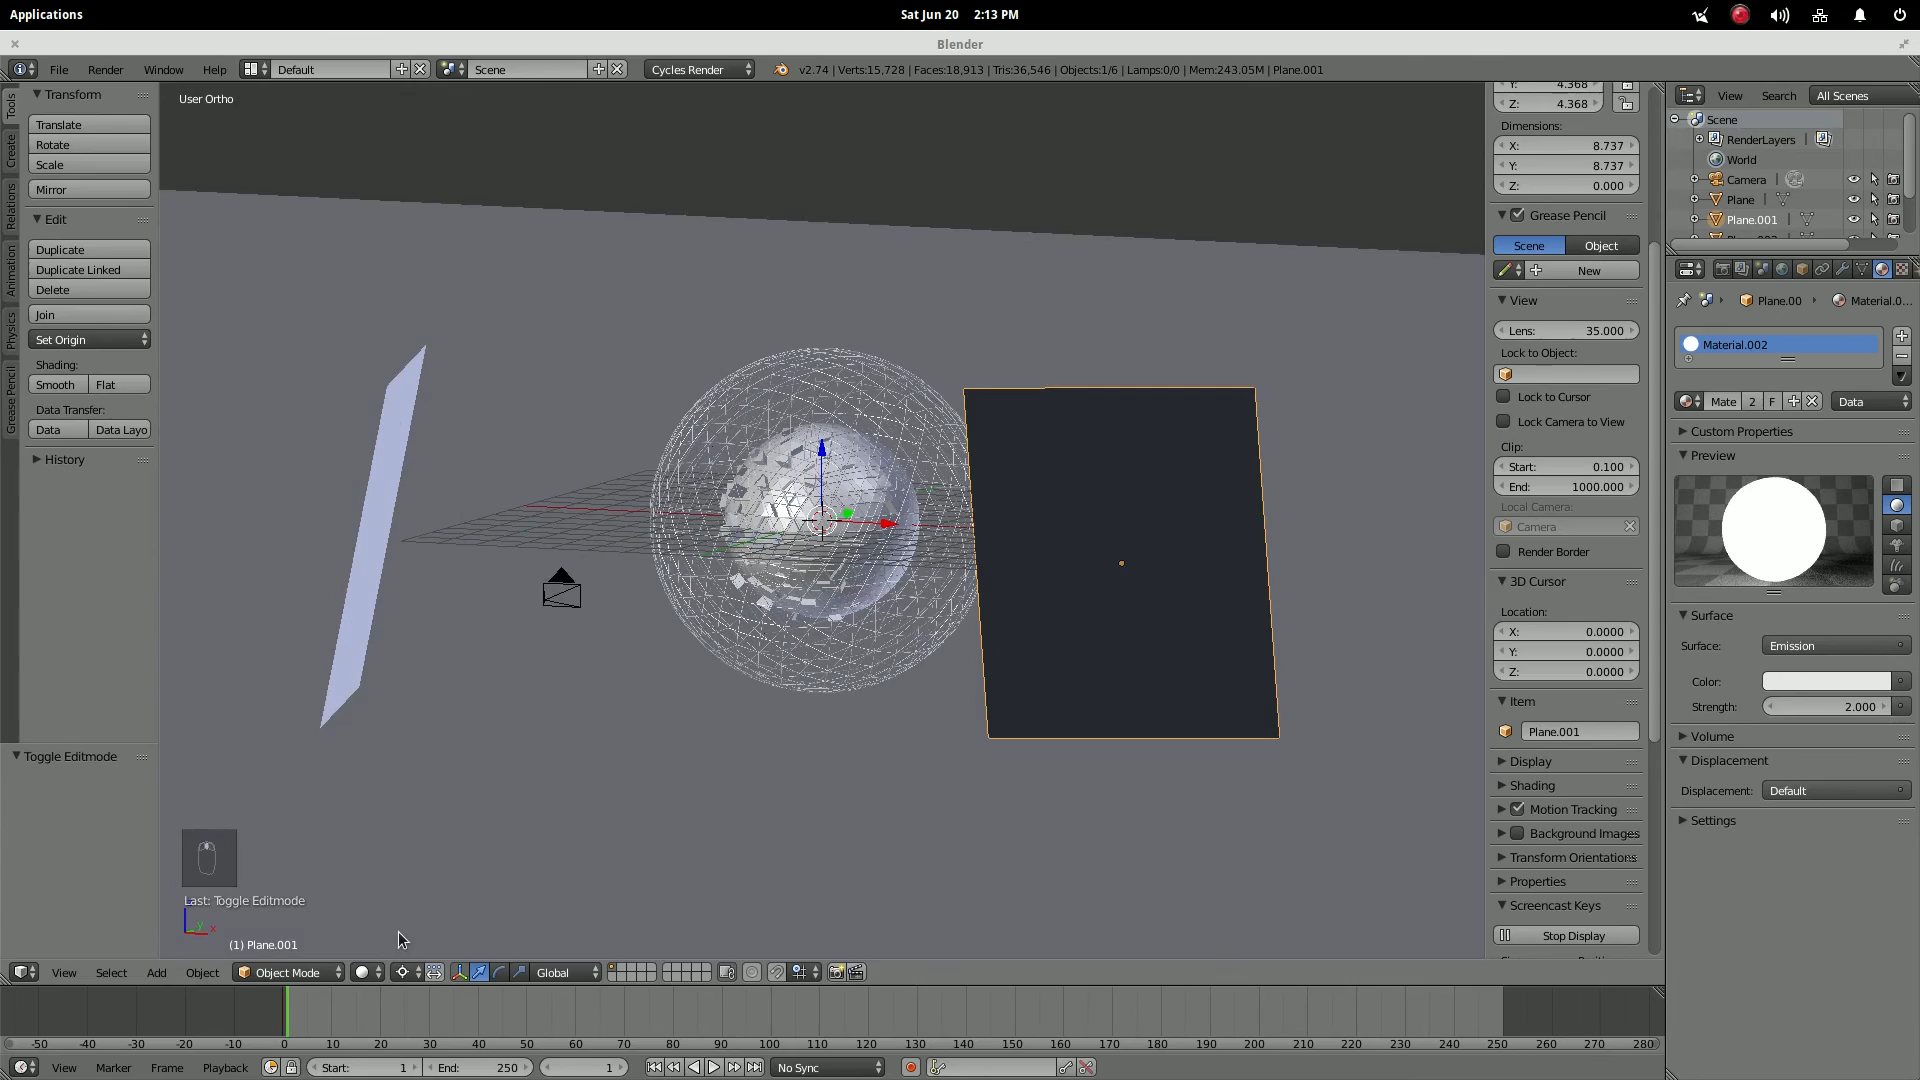 Applications
Sat Jun 20 2:13 PM
Blender
File Render Window Help Default Scene Cycles Render v2.74 | Verts:15,728 | Faces:18,913 | Tris:36,546 | Objects:1/6 | Lamps:0/0 | Mem:243.05M | Plane.001
Tools
Create
Relations
Animation
Physics
Grease Pencil
Transform
Translate
Rotate
Scale
Mirror
Edit
Duplicate
Duplicate Linked
Delete
Join
Set Origin
Shading:
Smooth Flat
Data Transfer:
Data Data Layo
History
Toggle Editmode
User Ortho
Last: Toggle Editmode
y x
(1) Plane.001
Y: 4.368
Z: 4.368
Dimensions:
X: 8.737
Y: 8.737
Z: 0.000
Grease Pencil
Scene Object
New
View
Lens: 35.000
Lock to Object:
Lock to Cursor
Lock Camera to View
Clip:
Start: 0.100
End: 1000.000
Local Camera:
Camera
Render Border
3D Cursor
Location:
X: 0.0000
Y: 0.0000
Z: 0.0000
Item
Plane.001
Display
Shading
Motion Tracking
Background Images
Transform Orientations
Properties
Screencast Keys
Stop Display
View Search All Scenes
Scene
RenderLayers
World
Camera
Plane
Plane.001
Plane.00 Material.0...
Material.002
Mate 2 F Data
Custom Properties
Preview
Surface
Surface: Emission
Color:
Strength: 2.000
Volume
Displacement
Displacement: Default
Settings
View Select Add Object Object Mode Global
-50 -40 -30 -20 -10 0 10 20 30 40 50 60 70 80 90 100 110 120 130 140 150 160 170 180 190 200 210 220 230 240 250 260 270 280
View Marker Frame Playback Start: 1 End: 250 1 No Sync